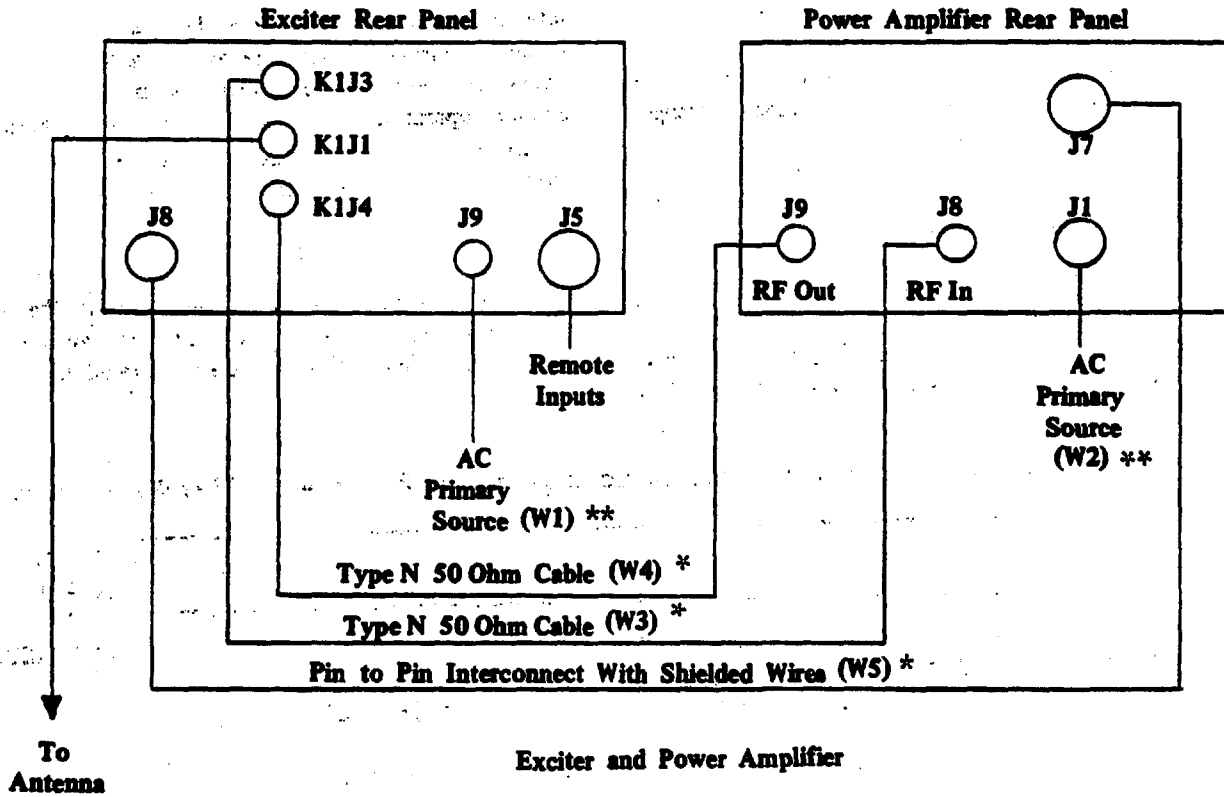 Exciter Rear Panel
Power Amplifier Rear Panel
K1J3
K1J1
K1J4
J8
J9
J5
J7
J9
J8
J1
RF Out
RF In
Remote
Inputs
AC
Primary
Source (W1) **
AC
Primary
Source
(W2) **
Type N 50 Ohm Cable (W4) *
Type N 50 Ohm Cable (W3) *
Pin to Pin Interconnect With Shielded Wires (W5) *
To
Antenna
Exciter and Power Amplifier